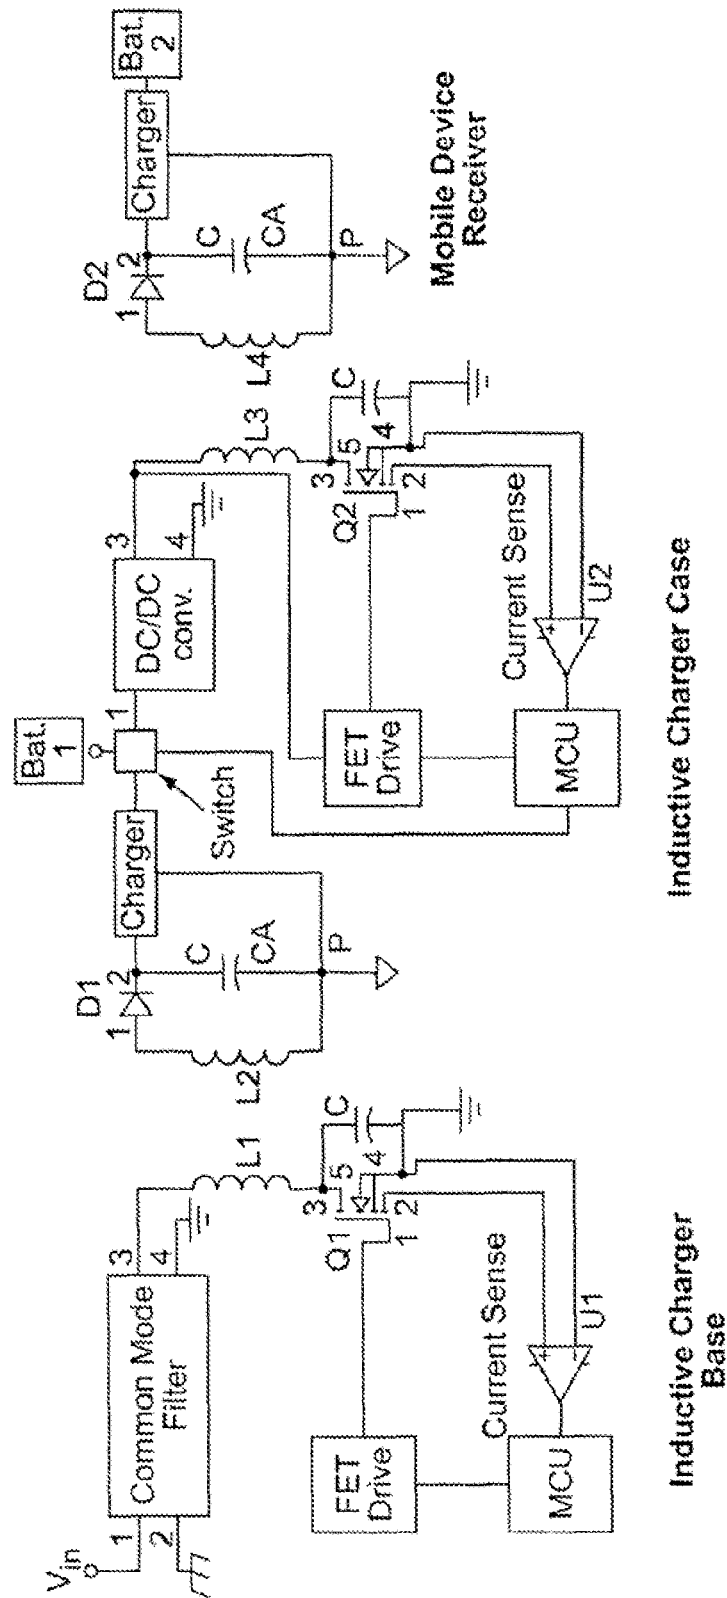 Vin
1
2
Common Mode
Filter
3
4
L1
3
5
4
C
Q1
1
2
FET
Drive
Current Sense
U1
MCU
Inductive Charger
Base
L2
D1
1
2
C
CA
P
Charger
Switch
Bat.
1
1
DC/DC
conv.
3
4
L3
3
5
4
C
Q2
1
2
FET
Drive
Current Sense
+
−
U2
MCU
Inductive Charger Case
L4
D2
1
2
C
CA
P
Charger
Bat.
2
Mobile Device
Receiver